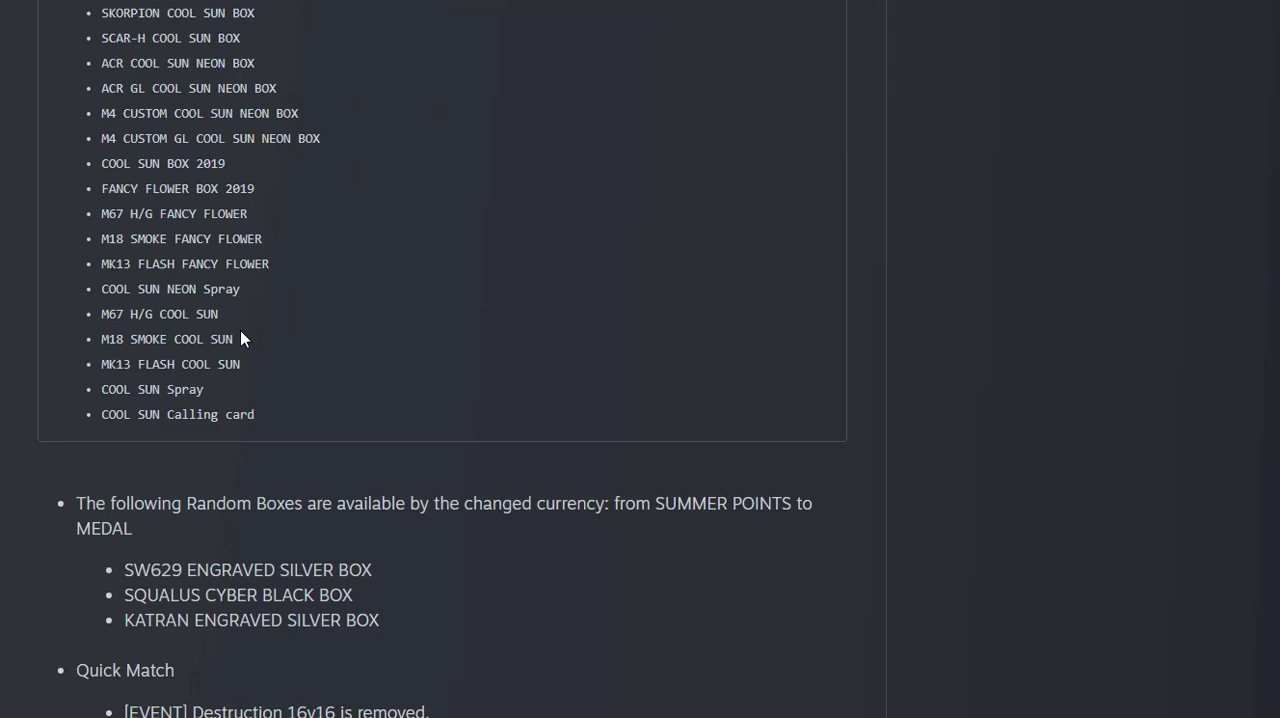 SKORPION COOL SUN BOX
SCAR-H COOL SUN BOX
ACR COOL SUN NEON BOX
ACR GL COOL SUN NEON BOX
M4 CUSTOM COOL SUN NEON BOX
M4 CUSTOM GL COOL SUN NEON BOX
COOL SUN BOX 2019
FANCY FLOWER BOX 2019
M67 H/G FANCY FLOWER
M18 SMOKE FANCY FLOWER
MK13 FLASH FANCY FLOWER
COOL SUN NEON Spray
M67 H/G COOL SUN
M18 SMOKE COOL SUN
MK13 FLASH COOL SUN
COOL SUN Spray
COOL SUN Calling card
The following Random Boxes are available by the changed currency: from SUMMER POINTS to
MEDAL
SW629 ENGRAVED SILVER BOX
SQUALUS CYBER BLACK BOX
KATRAN ENGRAVED SILVER BOX
Quick Match
[EVENT] Destruction 16v16 is removed.